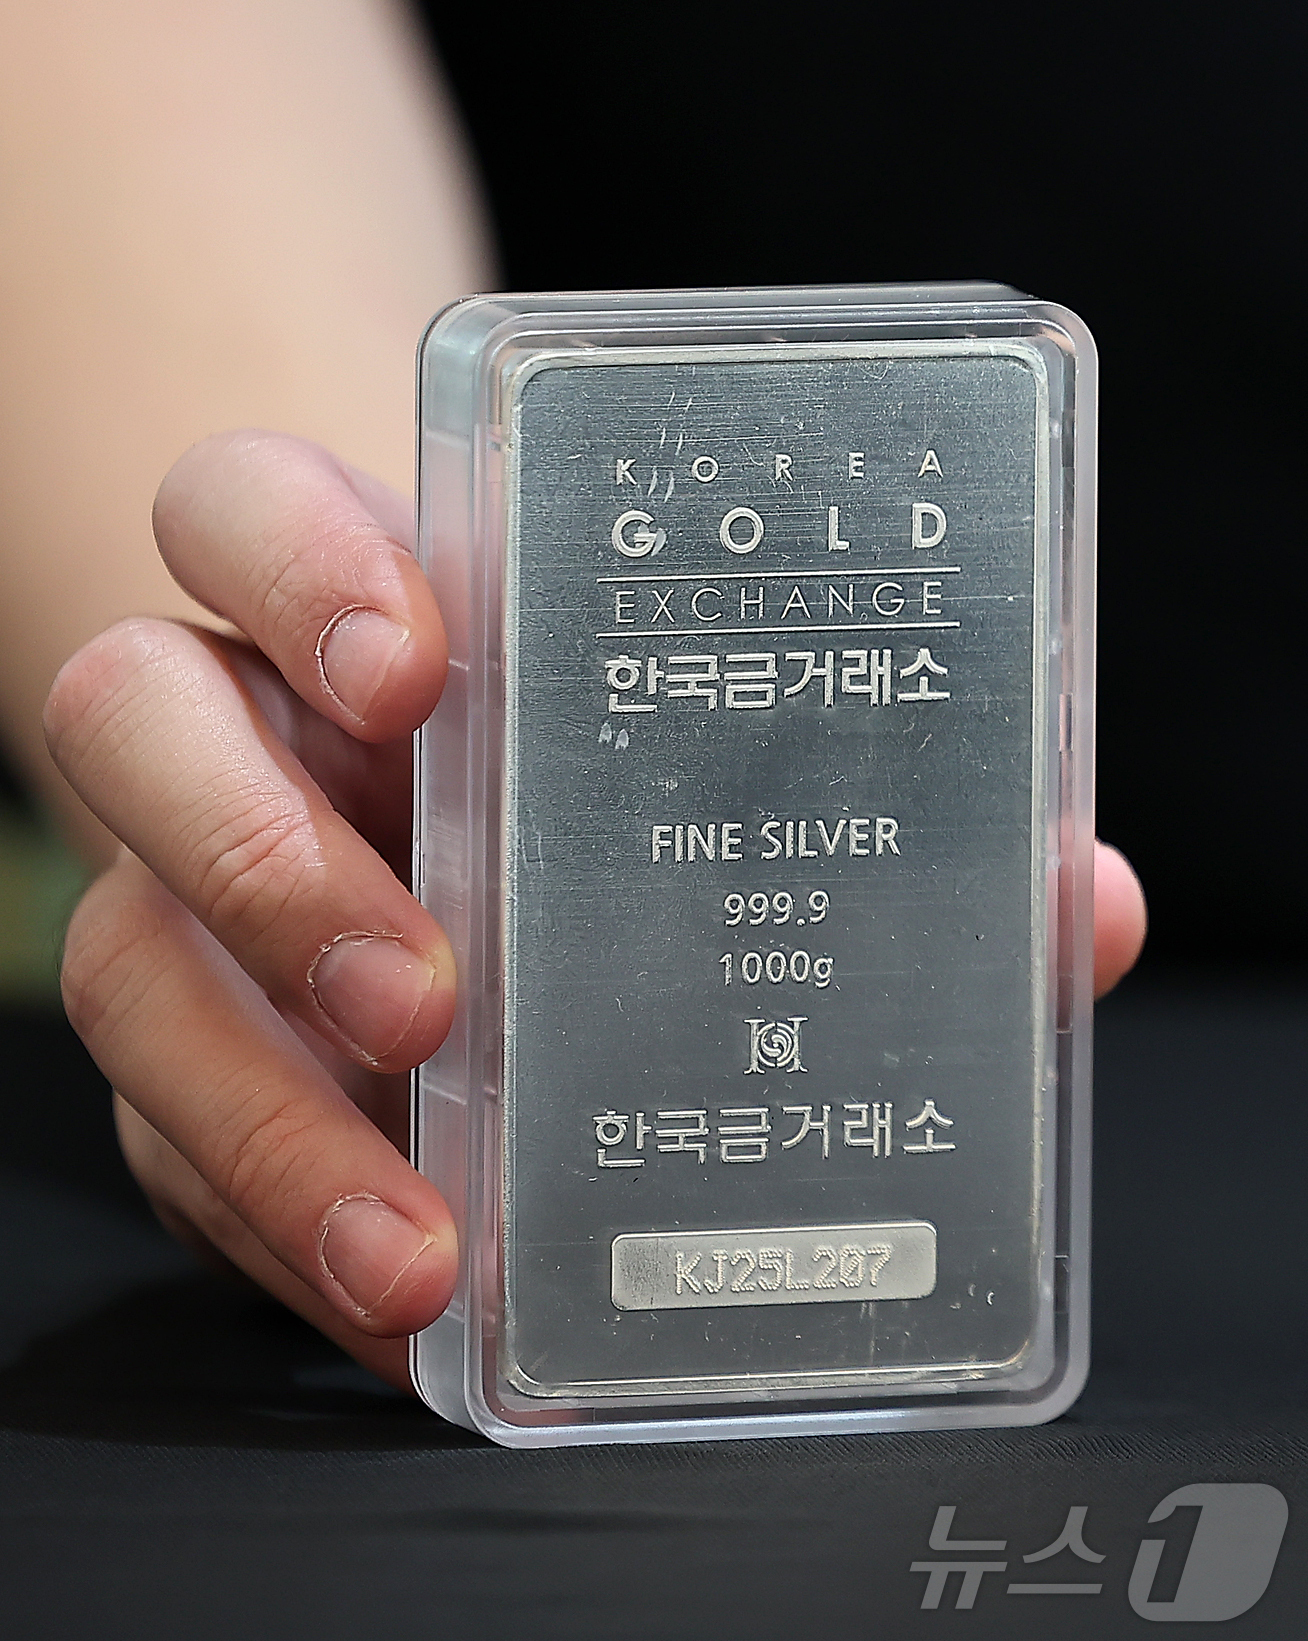 KOREA
GOLD
EXCHANGE
한국금거래소
FINE SILVER
999.9
1000g
한국금거래소
KJ25L207
뉴스1